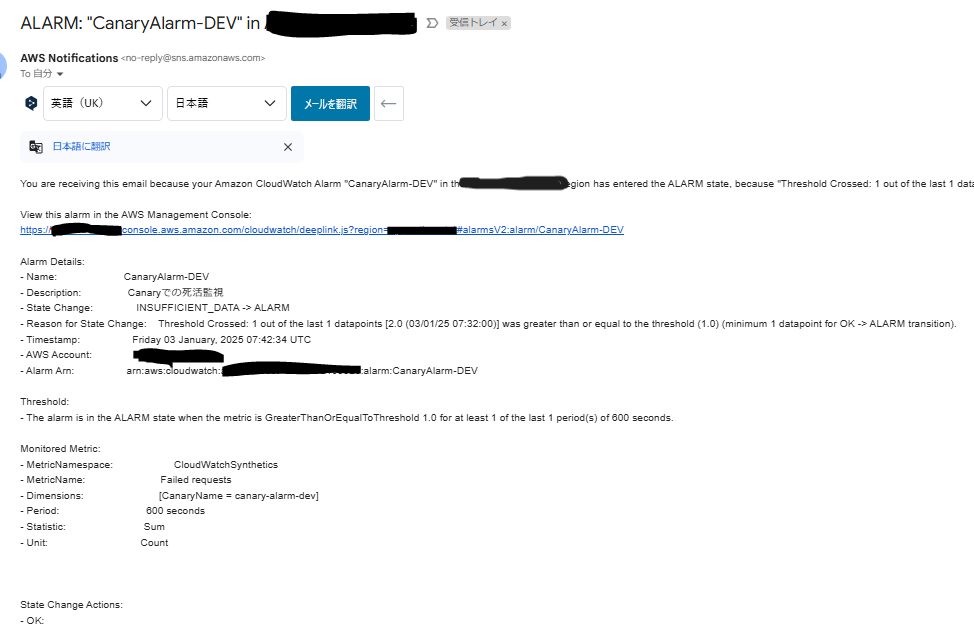 ALARM: "CanaryAlarm-DEV" in
受信トレイ ×
AWS Notifications <no-reply@sns.amazonaws.com>
To 自分
英語（UK）
日本語
メールを翻訳
日本語に翻訳
You are receiving this email because your Amazon CloudWatch Alarm "CanaryAlarm-DEV" in the region has entered the ALARM state, because "Threshold Crossed: 1 out of the last 1 data
View this alarm in the AWS Management Console:
https:// console.aws.amazon.com/cloudwatch/deeplink.js?region= #alarmsV2:alarm/CanaryAlarm-DEV
Alarm Details:
- Name: CanaryAlarm-DEV
- Description: Canaryでの死活監視
- State Change: INSUFFICIENT_DATA -> ALARM
- Reason for State Change: Threshold Crossed: 1 out of the last 1 datapoints [2.0 (03/01/25 07:32:00)] was greater than or equal to the threshold (1.0) (minimum 1 datapoint for OK -> ALARM transition).
- Timestamp: Friday 03 January, 2025 07:42:34 UTC
- AWS Account:
- Alarm Arn: arn:aws:cloudwatch: :alarm:CanaryAlarm-DEV
Threshold:
- The alarm is in the ALARM state when the metric is GreaterThanOrEqualToThreshold 1.0 for at least 1 of the last 1 period(s) of 600 seconds.
Monitored Metric:
- MetricNamespace: CloudWatchSynthetics
- MetricName: Failed requests
- Dimensions: [CanaryName = canary-alarm-dev]
- Period: 600 seconds
- Statistic: Sum
- Unit: Count
State Change Actions:
- OK: